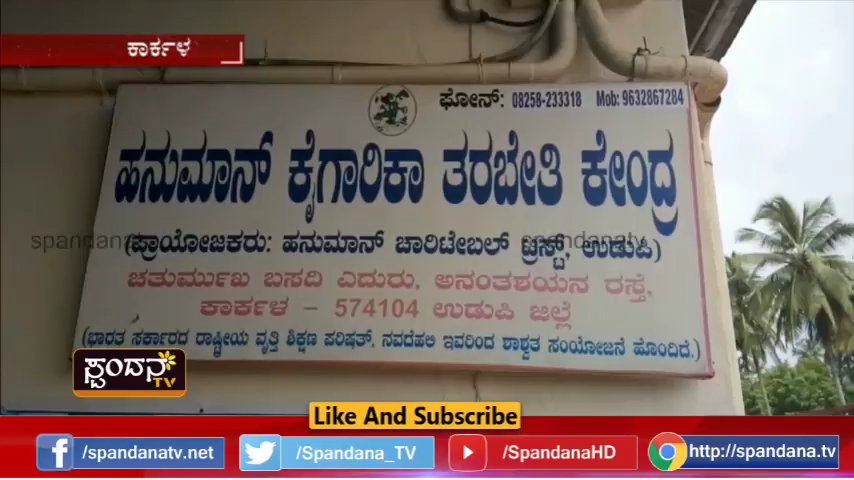 ಕಾರ್ಕಳ
ಫೋನ್: 08258-233318 Mob: 9632867284
ಹನುಮಾನ್ ಕೈಗಾರಿಕಾ ತರಬೇತಿ ಕೇಂದ್ರ
(ಪ್ರಾಯೋಜಕರು: ಹನುಮಾನ್ ಚಾರಿಟೇಬಲ್ ಟ್ರಸ್ಟ್, ಉಡುಪಿ)
spandanatv spandanatv
ಚತುರ್ಮುಖ ಬಸದಿ ಎದುರು, ಅನಂತಶಯನ ರಸ್ತೆ,
ಕಾರ್ಕಳ – 574104 ಉಡುಪಿ ಜಿಲ್ಲೆ
(ಭಾರತ ಸರ್ಕಾರದ ರಾಷ್ಟ್ರೀಯ ವೃತ್ತಿ ಶಿಕ್ಷಣ ಪರಿಷತ್, ನವದೆಹಲಿ ಇವರಿಂದ ಶಾಶ್ವತ ಸಂಯೋಜನೆ ಹೊಂದಿದೆ.)
ಸ್ಪಂದನ TV
Like And Subscribe
/spandanatv.net /Spandana_TV /SpandanaHD http://spandana.tv